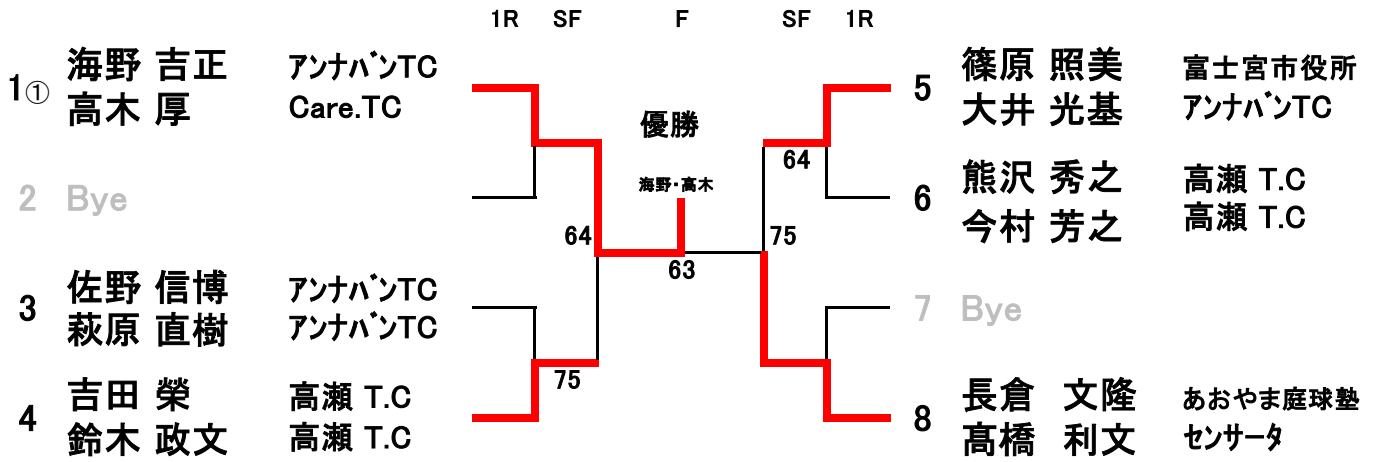 1R SF F SF 1R
1① 海野 吉正 アンナバンTC
高木 厚 Care.TC
2 Bye
3 佐野 信博 アンナバンTC
萩原 直樹 アンナバンTC
4 吉田 榮 高瀬 T.C
鈴木 政文 高瀬 T.C
64
75
優勝
海野・高木
63
64
75
5 篠原 照美 富士宮市役所
大井 光基 アンナバンTC
6 熊沢 秀之 高瀬 T.C
今村 芳之 高瀬 T.C
7 Bye
8 長倉 文隆 あおやま庭球塾
髙橋 利文 センサータ